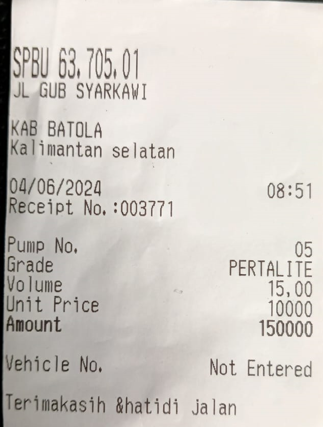 SPBU 63.705.01
JL GUB SYARKAWI
KAB BATOLA
Kalimantan selatan
04/06/2024 08:51
Receipt No.:003771
Pump No. 05
Grade PERTALITE
Volume 15,00
Unit Price 10000
Amount 150000
Vehicle No. Not Entered
Terimakasih &hatidi jalan